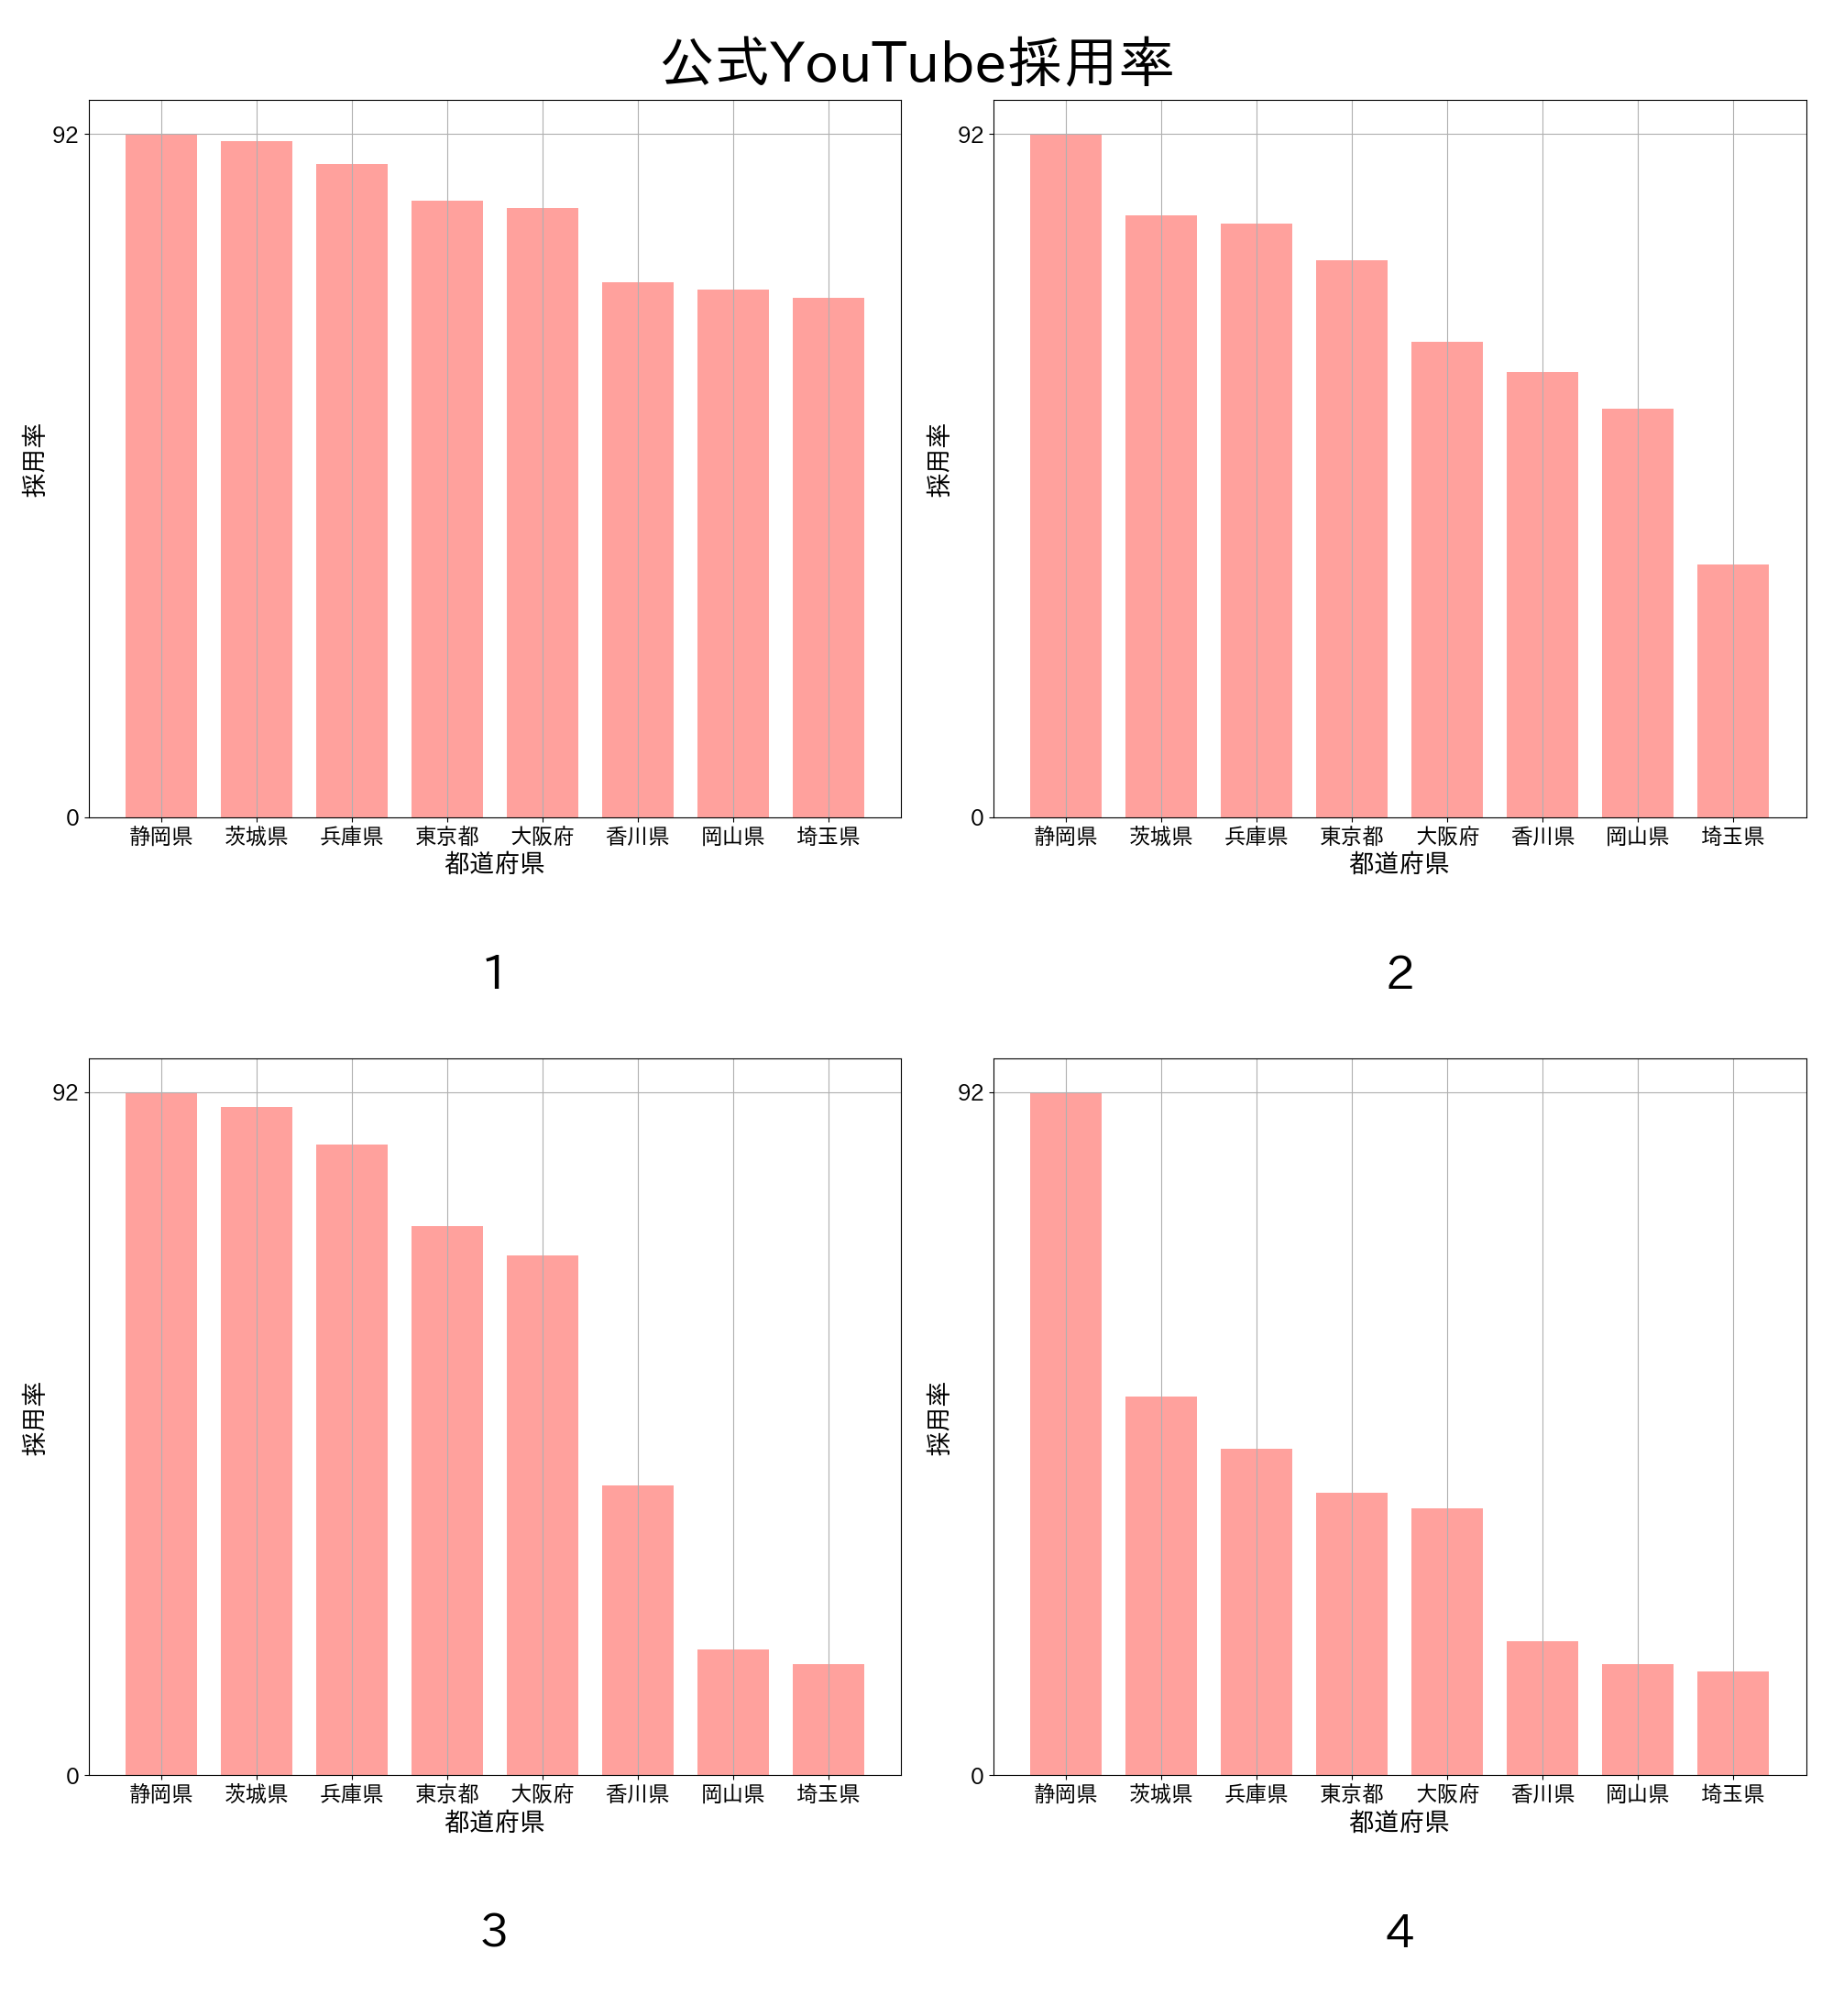 公式YouTube採用率
92
0
採用率
静岡県 茨城県 兵庫県 東京都 大阪府 香川県 岡山県 埼玉県
都道府県
1
92
0
採用率
静岡県 茨城県 兵庫県 東京都 大阪府 香川県 岡山県 埼玉県
都道府県
2
92
0
採用率
静岡県 茨城県 兵庫県 東京都 大阪府 香川県 岡山県 埼玉県
都道府県
3
92
0
採用率
静岡県 茨城県 兵庫県 東京都 大阪府 香川県 岡山県 埼玉県
都道府県
4